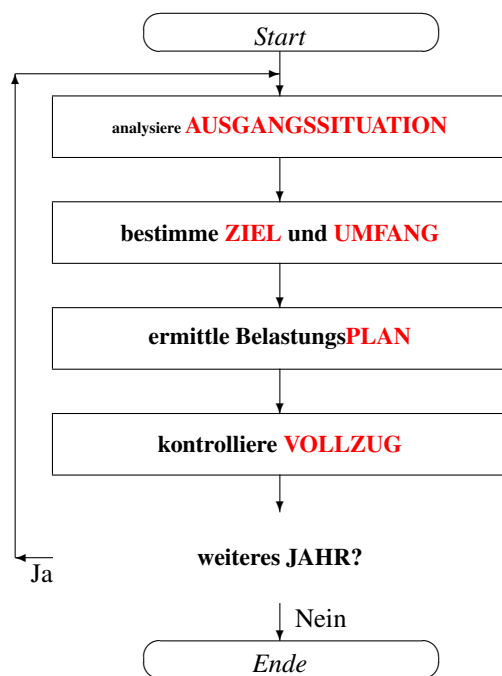 Start
analysiere AUSGANGSSITUATION
bestimme ZIEL und UMFANG
ermittle BelastungsPLAN
kontrolliere VOLLZUG
weiteres JAHR?
Ja
Nein
Ende